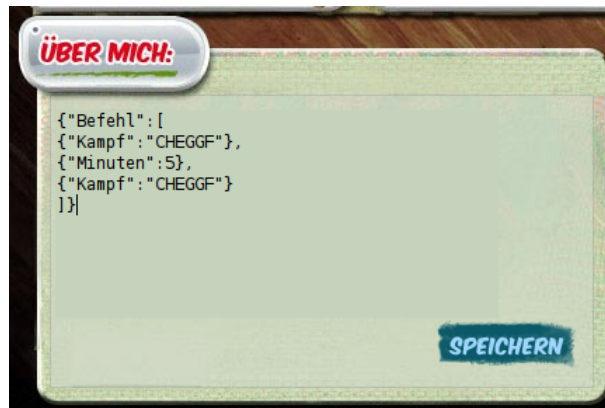 ÜBER MICH:
{"Befehl":[
{"Kampf":"CHEGGF"},
{"Minuten":5},
{"Kampf":"CHEGGF"}
]}
SPEICHERN